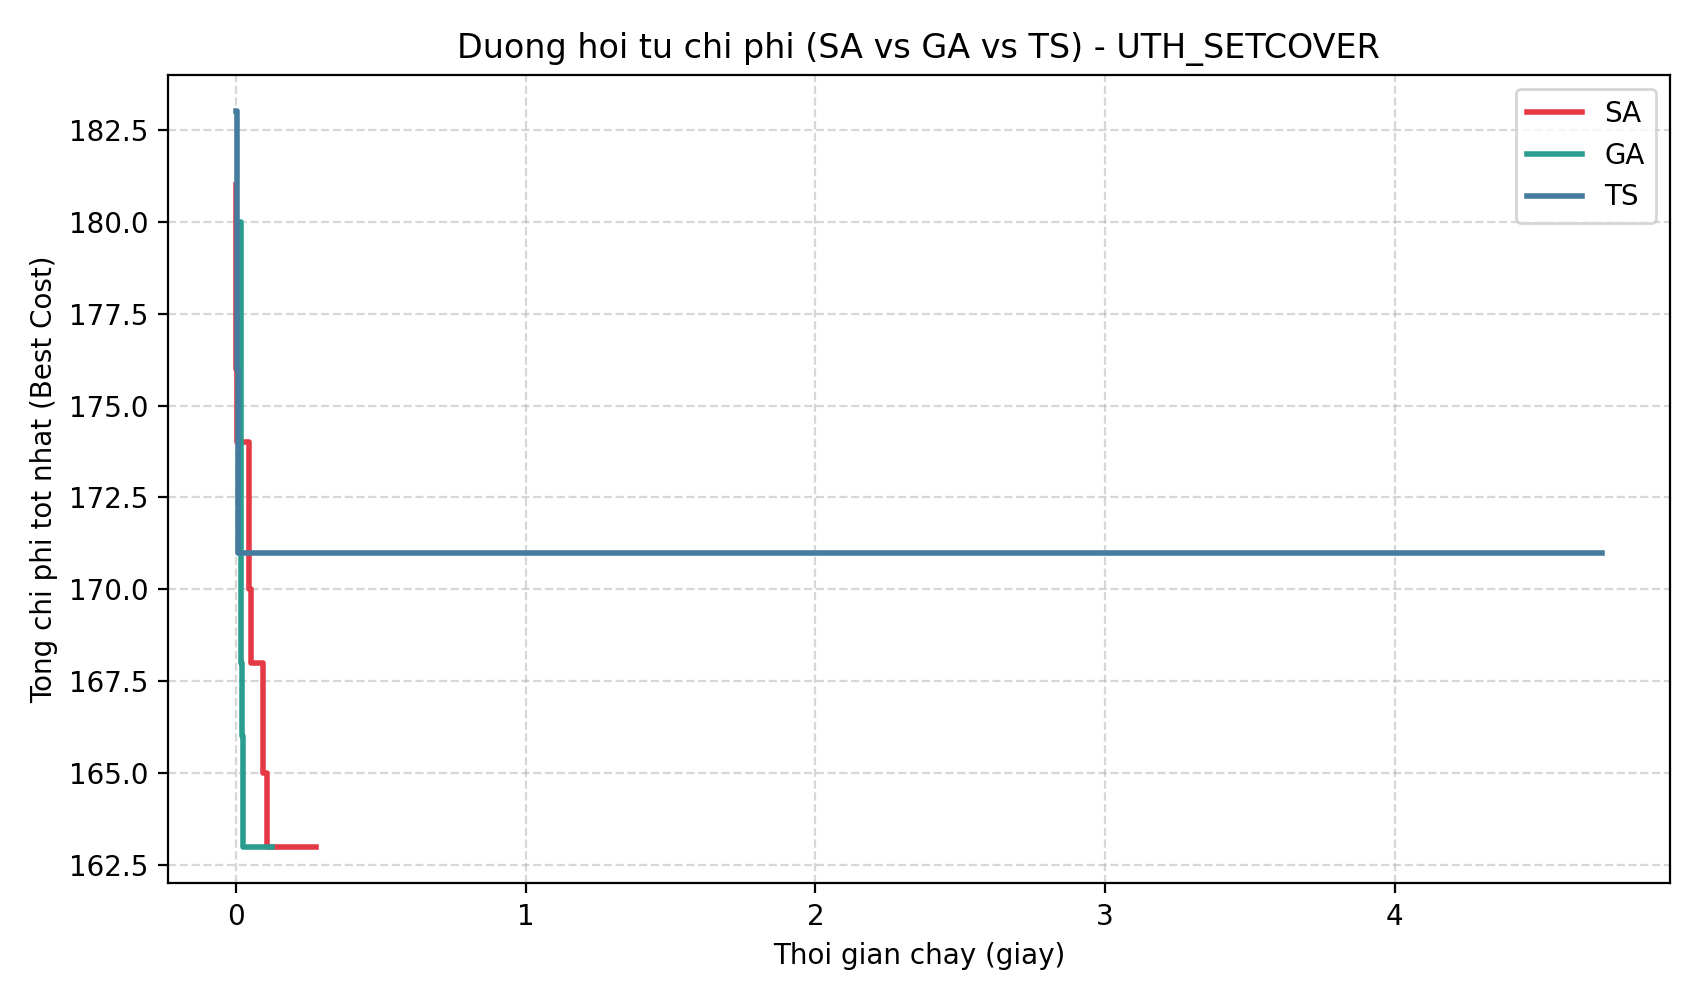 Duong hoi tu chi phi (SA vs GA vs TS) - UTH_SETCOVER
SA
GA
TS
Tong chi phi tot nhat (Best Cost)
182.5
180.0
177.5
175.0
172.5
170.0
167.5
165.0
162.5
0
1
2
3
4
Thoi gian chay (giay)